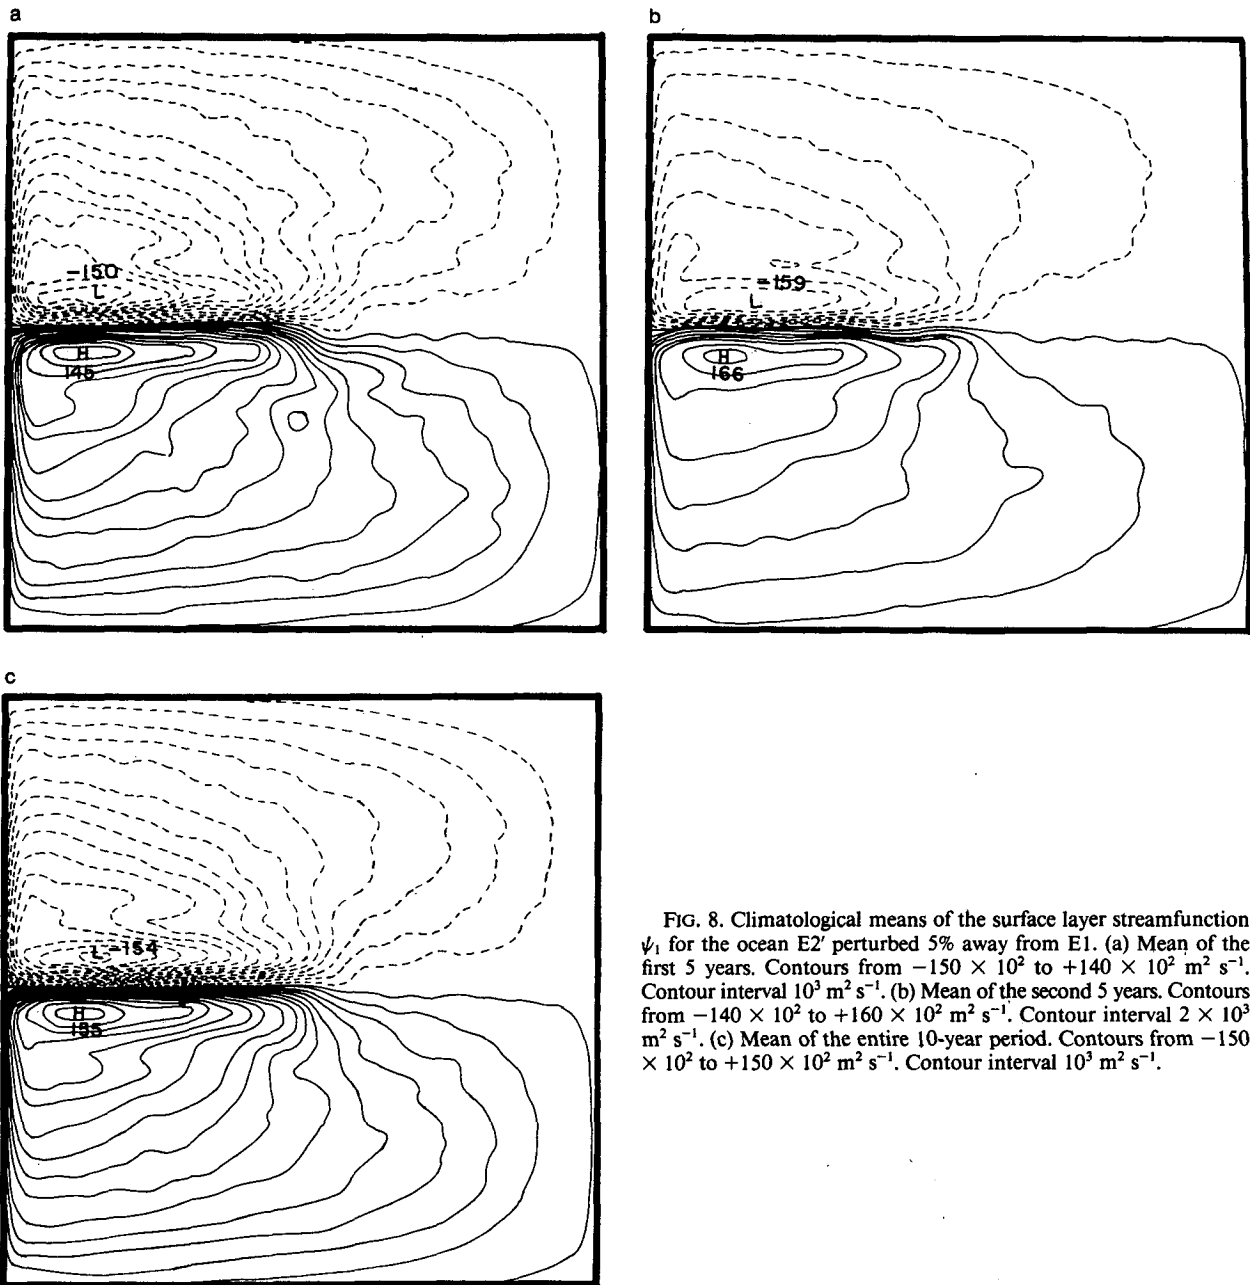 a
b
-150
L
H
145
-159
L
H
166
c
L -154
H
155
FIG. 8. Climatological means of the surface layer streamfunction
ψ₁ for the ocean E2′ perturbed 5% away from E1. (a) Mean of the
first 5 years. Contours from −150 × 10² to +140 × 10² m² s⁻¹.
Contour interval 10³ m² s⁻¹. (b) Mean of the second 5 years. Contours
from −140 × 10² to +160 × 10² m² s⁻¹. Contour interval 2 × 10³
m² s⁻¹. (c) Mean of the entire 10-year period. Contours from −150
× 10² to +150 × 10² m² s⁻¹. Contour interval 10³ m² s⁻¹.